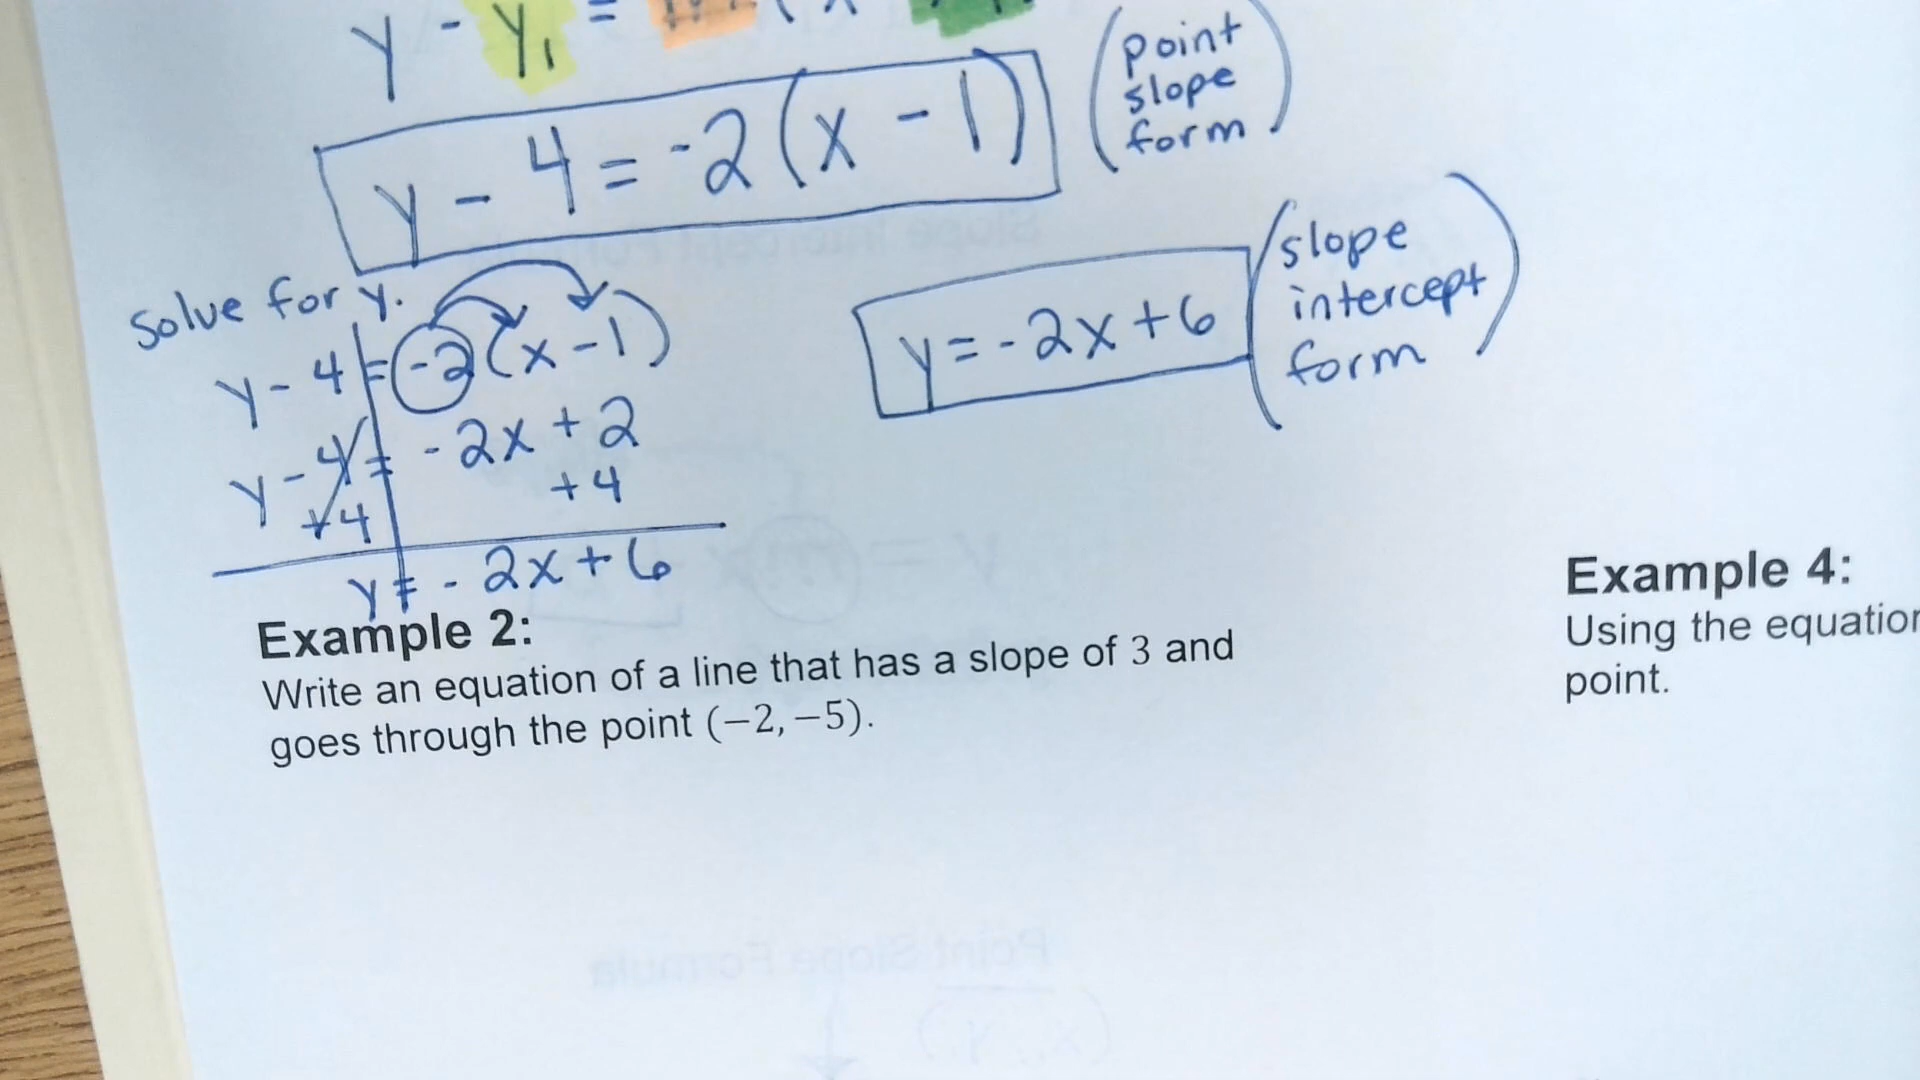 y - y₁ =
y - 4 = -2(x - 1)
(point
slope
form)
Solve for y.
y - 4 = -2(x - 1)
y - 4 = -2x + 2
+4 +4
y = -2x + 6
y = -2x + 6
(slope
intercept
form)
Example 2:
Write an equation of a line that has a slope of 3 and
goes through the point (−2, −5).
Example 4:
Using the equation
point.